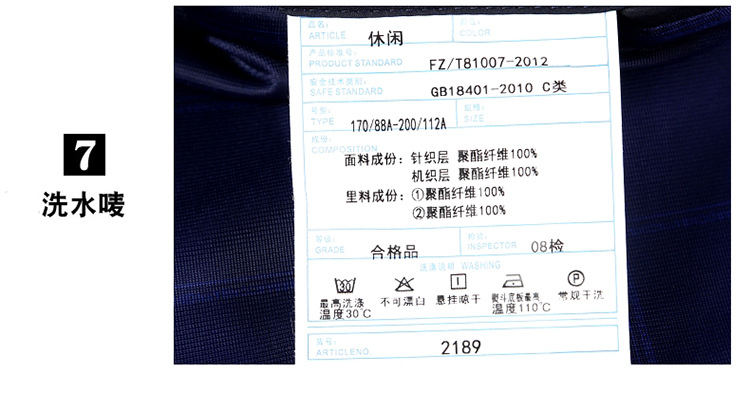 7
洗水唛
品名:
ARTICLE
休闲
颜色:
COLOR
产品标准号:
PRODUCT STANDARD
FZ/T81007-2012
安全技术类别:
SAFE STANDARD
GB18401-2010 C类
号型:
TYPE
170/88A-200/112A
规格:
SIZE
成份:
COMPOSITION
面料成份: 针织层 聚酯纤维100%
机织层 聚酯纤维100%
里料成份: ①聚酯纤维100%
②聚酯纤维100%
等级:
GRADE
合格品
检验:
INSPECTOR
08检
洗涤说明 WASHING
最高洗涤
温度30℃
不可漂白
悬挂晾干
熨斗底板最高
温度110℃
P
常规干洗
货号:
ARTICLENO.
2189